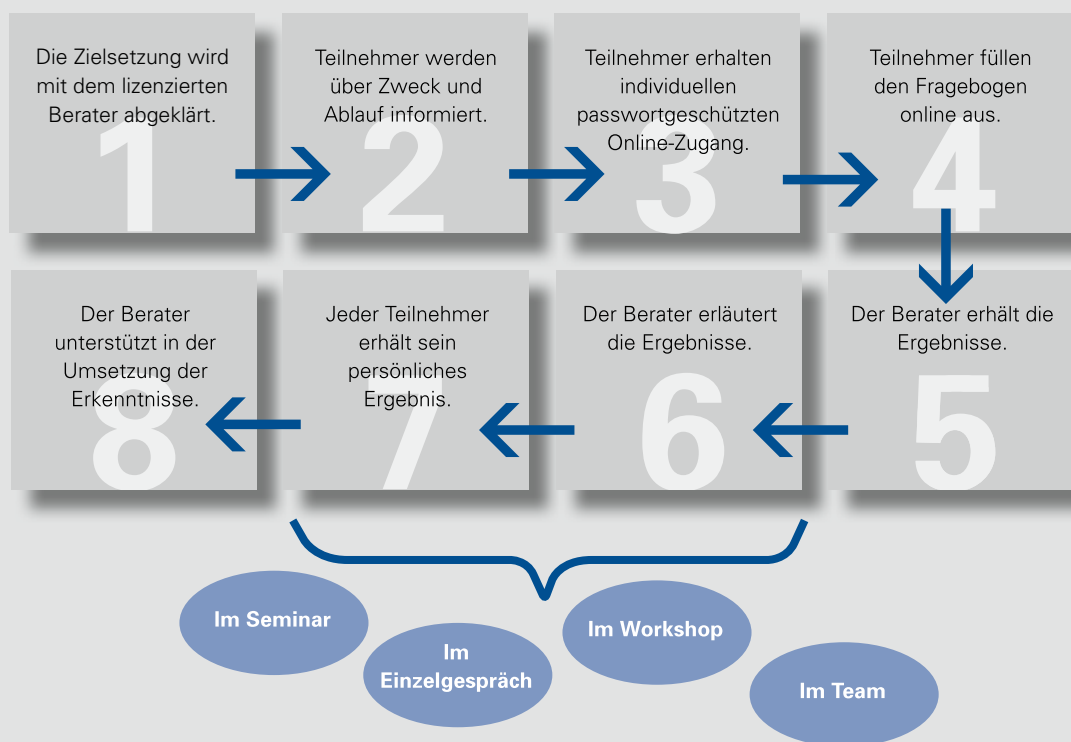 Die Zielsetzung wird
mit dem lizenzierten
Berater abgeklärt.
1
Teilnehmer werden
über Zweck und
Ablauf informiert.
2
Teilnehmer erhalten
individuellen
passwortgeschützten
Online-Zugang.
3
Teilnehmer füllen
den Fragebogen
online aus.
4
Der Berater erhält die
Ergebnisse.
5
Der Berater erläutert
die Ergebnisse.
6
Jeder Teilnehmer
erhält sein
persönliches
Ergebnis.
7
Der Berater
unterstützt in der
Umsetzung der
Erkenntnisse.
8
Im Seminar
Im
Einzelgespräch
Im Workshop
Im Team